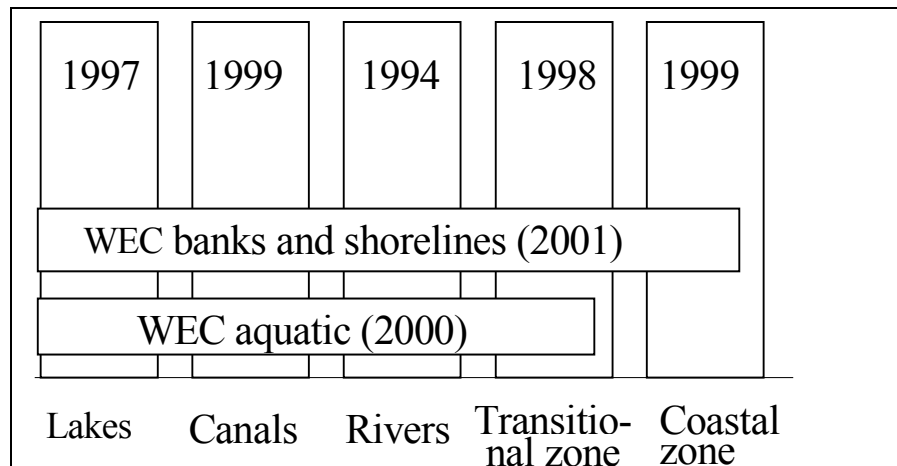 1997 1999 1994 1998 1999
WEC banks and shorelines (2001)
WEC aquatic (2000)
Lakes Canals Rivers Transitio- Coastal
nal zone zone